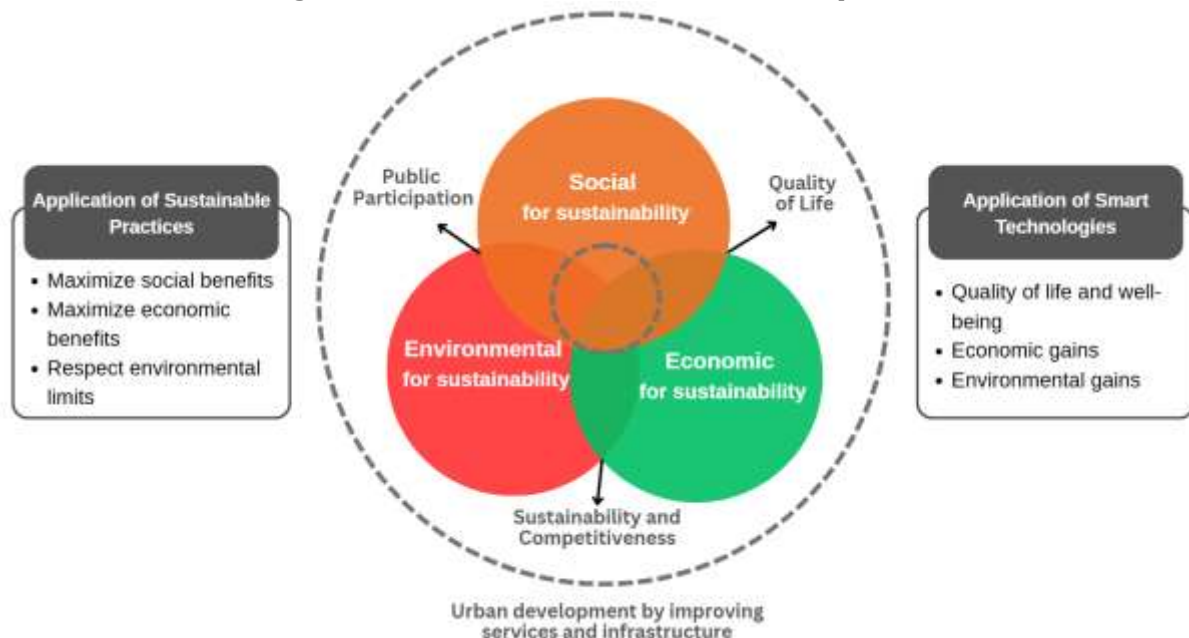 Application of Sustainable
Practices
• Maximize social benefits
• Maximize economic
benefits
• Respect environmental
limits
Public
Participation
Social
for sustainability
Quality
of Life
Environmental
for sustainability
Economic
for sustainability
Sustainability and
Competitiveness
Urban development by improving
services and infrastructure
Application of Smart
Technologies
• Quality of life and well-
being
• Economic gains
• Environmental gains